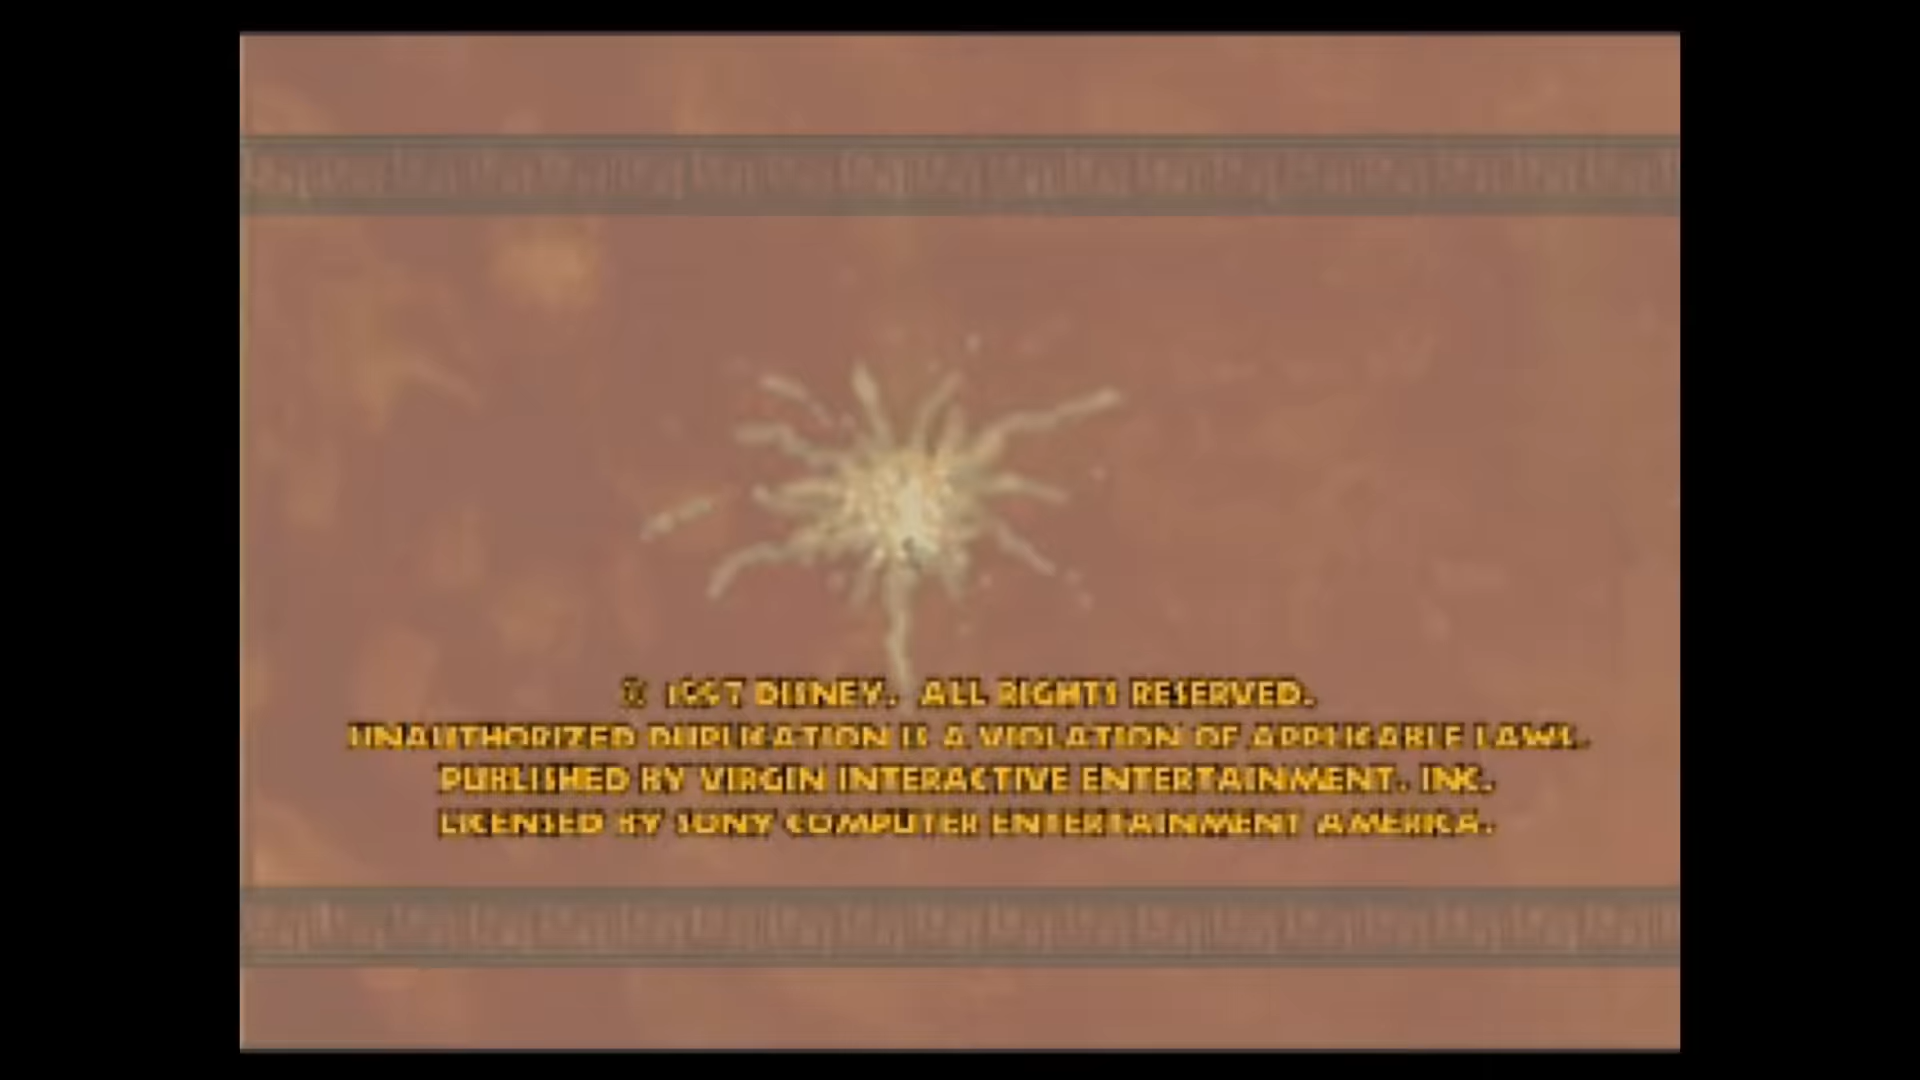 © 1997 DISNEY. ALL RIGHTS RESERVED.
UNAUTHORIZED DUPLICATION IS A VIOLATION OF APPLICABLE LAWS.
PUBLISHED BY VIRGIN INTERACTIVE ENTERTAINMENT, INC.
LICENSED BY SONY COMPUTER ENTERTAINMENT AMERICA.